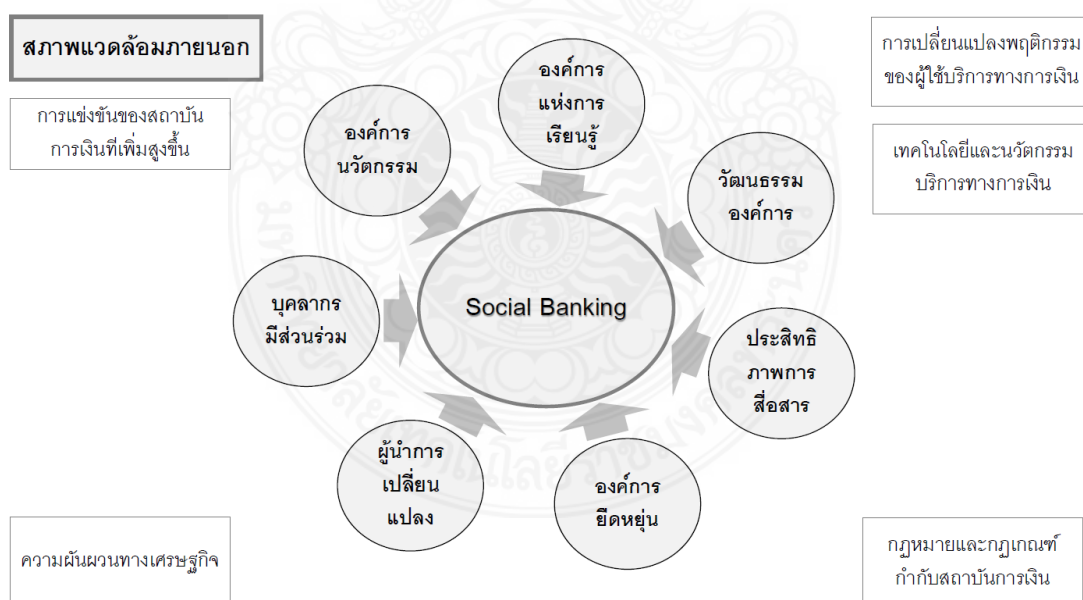 สภาพแวดล้อมภายนอก
การแข่งขันของสถาบัน
การเงินที่เพิ่มสูงขึ้น
การเปลี่ยนแปลงพฤติกรรม
ของผู้ใช้บริการทางการเงิน
เทคโนโลยีและนวัตกรรม
บริการทางการเงิน
องค์การ
แห่งการ
เรียนรู้
องค์การ
นวัตกรรม
วัฒนธรรม
องค์การ
บุคลากร
มีส่วนร่วม
Social Banking
ประสิทธิ
ภาพการ
สื่อสาร
ผู้นำการ
เปลี่ยน
แปลง
องค์การ
ยืดหยุ่น
ความผันผวนทางเศรษฐกิจ
กฎหมายและกฎเกณฑ์
กำกับสถาบันการเงิน